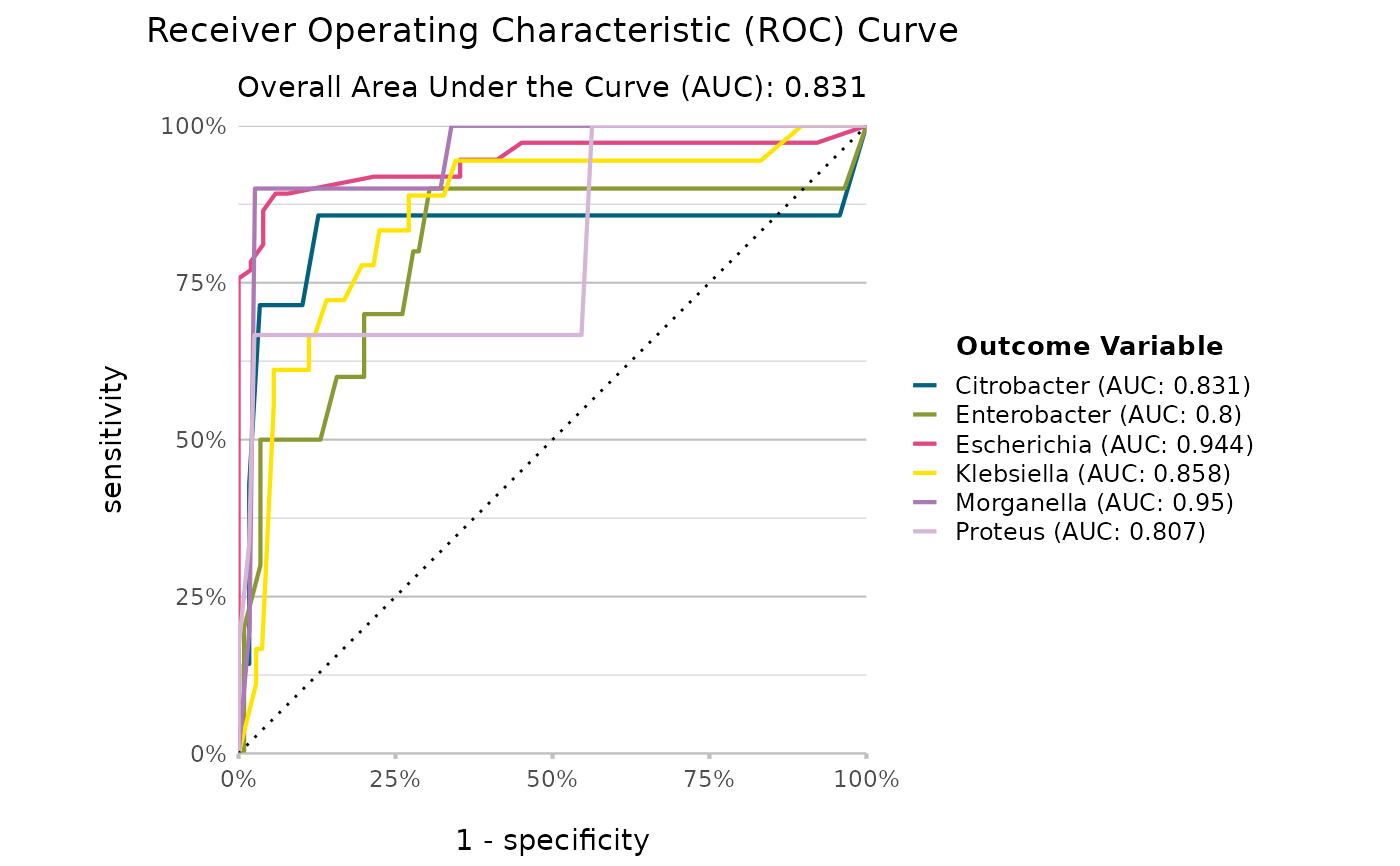 Receiver Operating Characteristic (ROC) Curve
Overall Area Under the Curve (AUC): 0.831
100%
75%
50%
25%
0%
sensitivity
0% 25% 50% 75% 100%
1 - specificity
Outcome Variable
Citrobacter (AUC: 0.831)
Enterobacter (AUC: 0.8)
Escherichia (AUC: 0.944)
Klebsiella (AUC: 0.858)
Morganella (AUC: 0.95)
Proteus (AUC: 0.807)